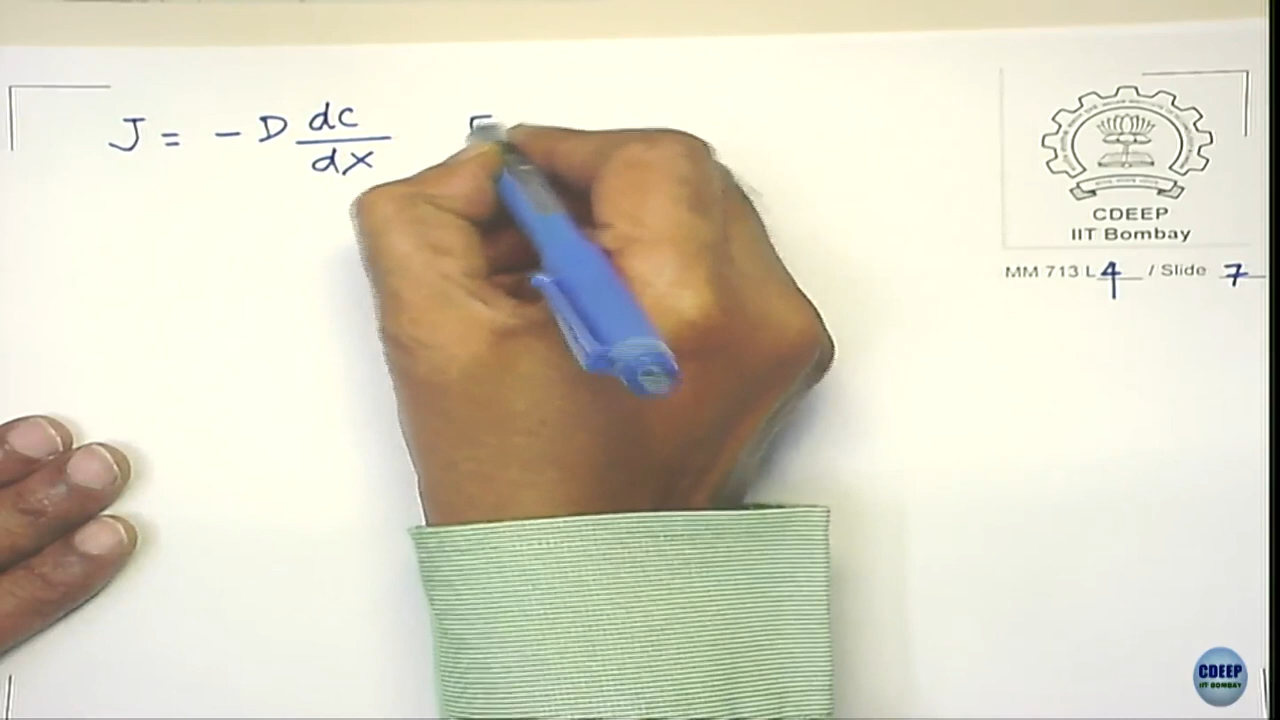 J = - D dc/dx
CDEEP
IIT Bombay
MM 713 L 4 / Slide 7
CDEEP
IIT BOMBAY